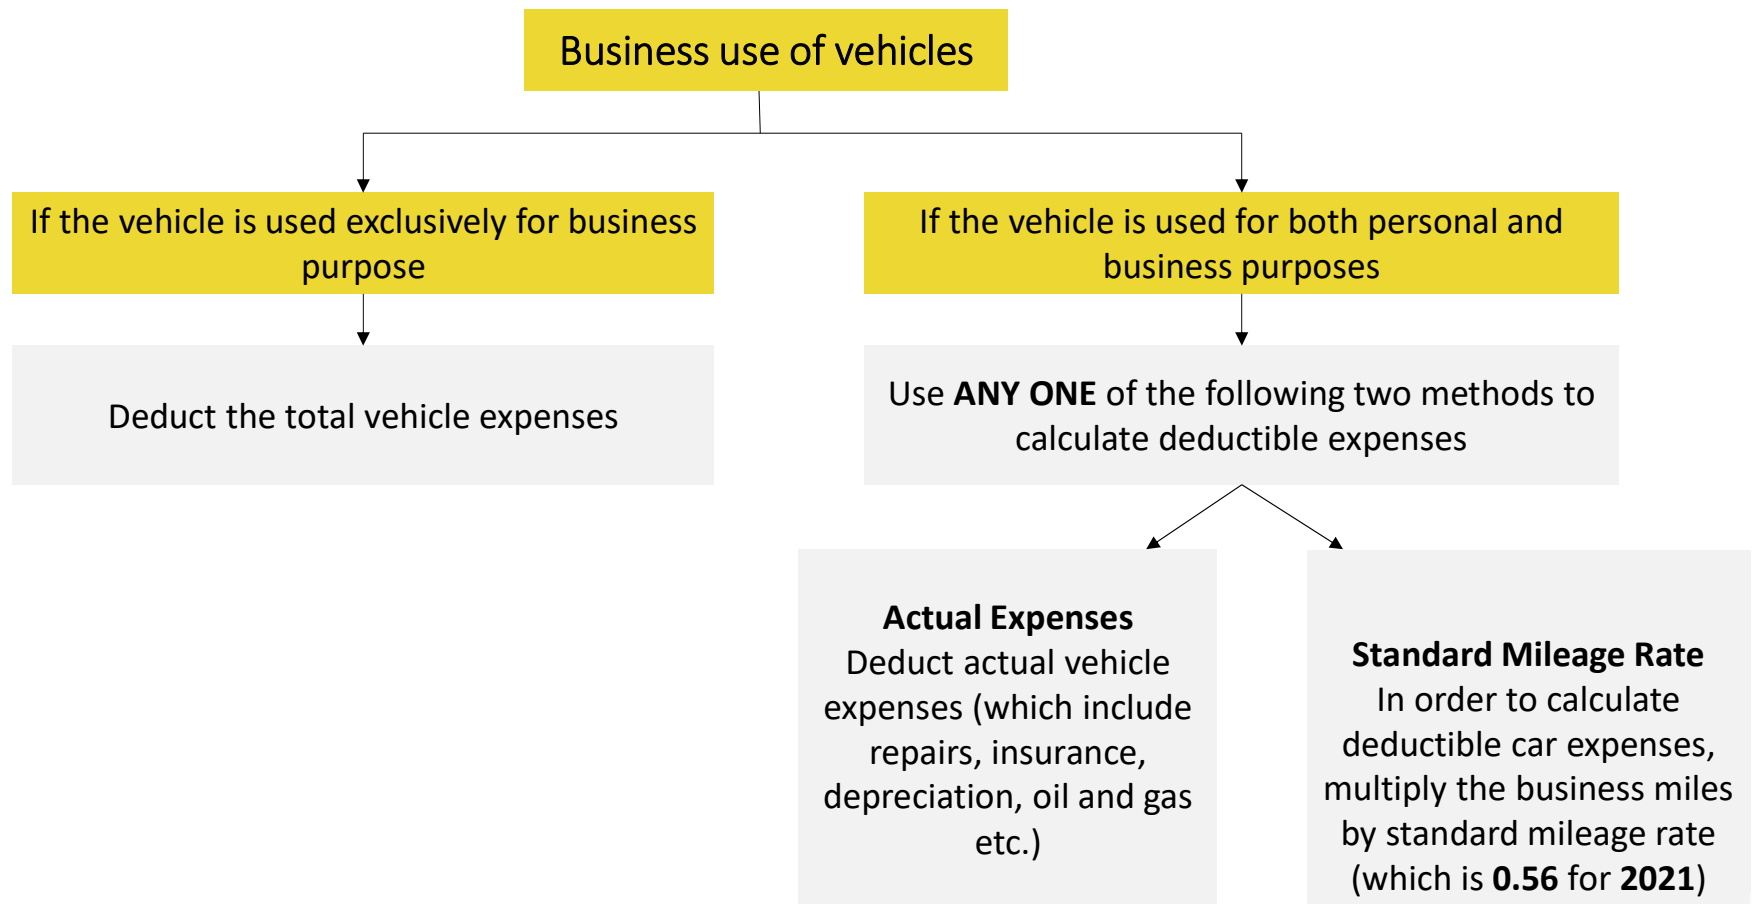 Business use of vehicles
If the vehicle is used exclusively for business
purpose
If the vehicle is used for both personal and
business purposes
Deduct the total vehicle expenses
Use ANY ONE of the following two methods to
calculate deductible expenses
Actual Expenses
Deduct actual vehicle
expenses (which include
repairs, insurance,
depreciation, oil and gas
etc.)
Standard Mileage Rate
In order to calculate
deductible car expenses,
multiply the business miles
by standard mileage rate
(which is 0.56 for 2021)